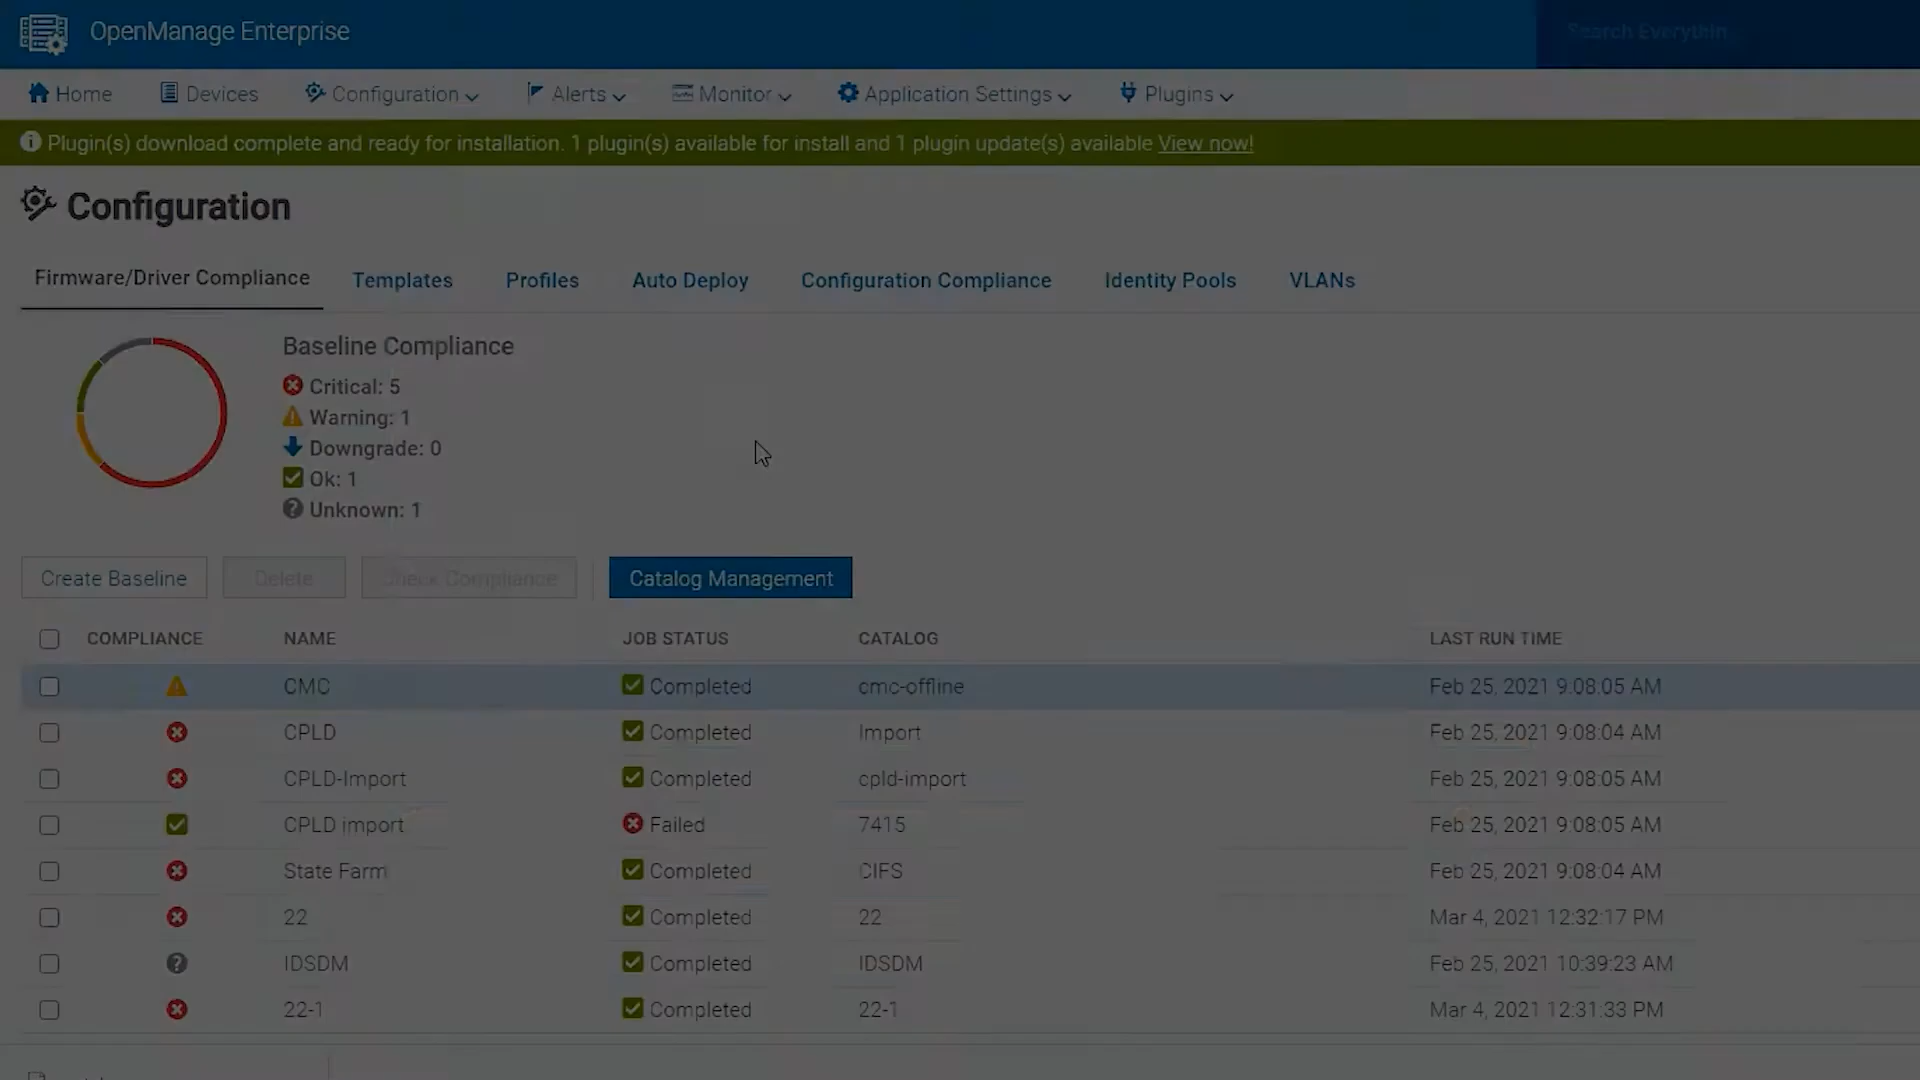 OpenManage Enterprise
Search Everythin
Home Devices Configuration Alerts Monitor Application Settings Plugins
Plugin(s) download complete and ready for installation. 1 plugin(s) available for install and 1 plugin update(s) available View now!
Configuration
Firmware/Driver Compliance Templates Profiles Auto Deploy Configuration Compliance Identity Pools VLANs
Baseline Compliance
Critical: 5
Warning: 1
Downgrade: 0
Ok: 1
Unknown: 1
Create Baseline Delete Check Compliance Catalog Management
COMPLIANCE NAME JOB STATUS CATALOG LAST RUN TIME
CMC Completed cmc-offline Feb 25, 2021 9:08:05 AM
CPLD Completed Import Feb 25, 2021 9:08:04 AM
CPLD-Import Completed cpld-import Feb 25, 2021 9:08:05 AM
CPLD import Failed 7415 Feb 25, 2021 9:08:05 AM
State Farm Completed CIFS Feb 25, 2021 9:08:04 AM
22 Completed 22 Mar 4, 2021 12:32:17 PM
IDSDM Completed IDSDM Feb 25, 2021 10:39:23 AM
22-1 Completed 22-1 Mar 4, 2021 12:31:33 PM